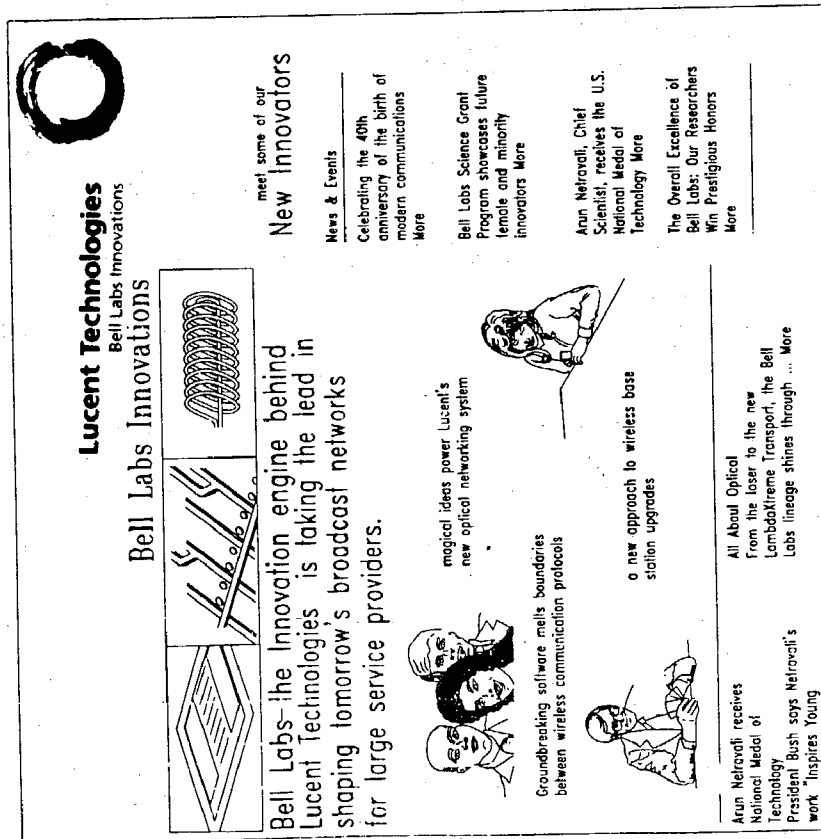 Lucent Technologies
Bell Labs Innovations
Bell Labs Innovations
Bell Labs-the Innovation engine behind
Lucent Technologies is taking the lead in
shaping tomorrow's broadcast networks
for large service providers.
magical ideas power Lucent's
new optical networking system
Groundbreaking software melts boundaries
between wireless communication protocols
a new approach to wireless base
station upgrades
Arun Netravali receives
National Medal of
Technology
President Bush says Netravali's
work "Inspires Young
All About Optical
From the laser to the new
LambdaXtreme Transport, the Bell
Labs lineage shines through ... More
meet some of our
New Innovators
News & Events
Celebrating the 40th
anniversary of the birth of
modern communications
More
Bell Labs Science Grant
Program showcases future
female and minority
innovators More
Arun Netravali, Chief
Scientist, receives the U.S.
National Medal of
Technology More
The Overall Excellence of
Bell Labs: Our Researchers
Win Prestigious Honors
More